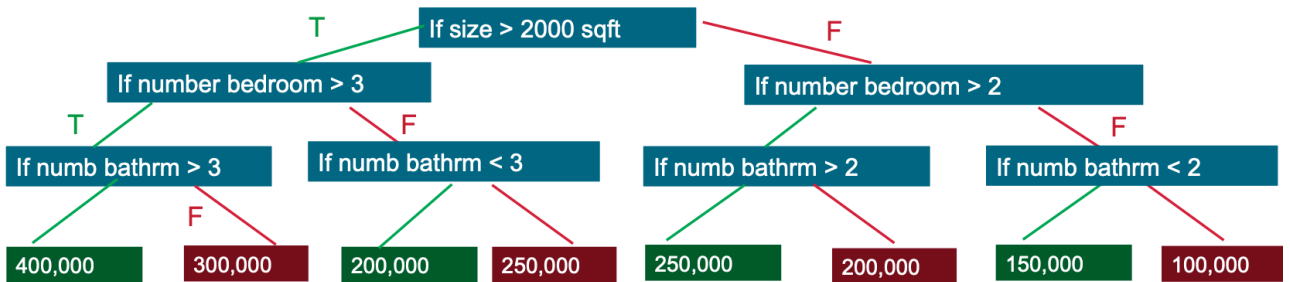 If size > 2000 sqft
T
F
If number bedroom > 3
If number bedroom > 2
T
F
F
If numb bathrm > 3
If numb bathrm < 3
If numb bathrm > 2
If numb bathrm < 2
F
400,000
300,000
200,000
250,000
250,000
200,000
150,000
100,000